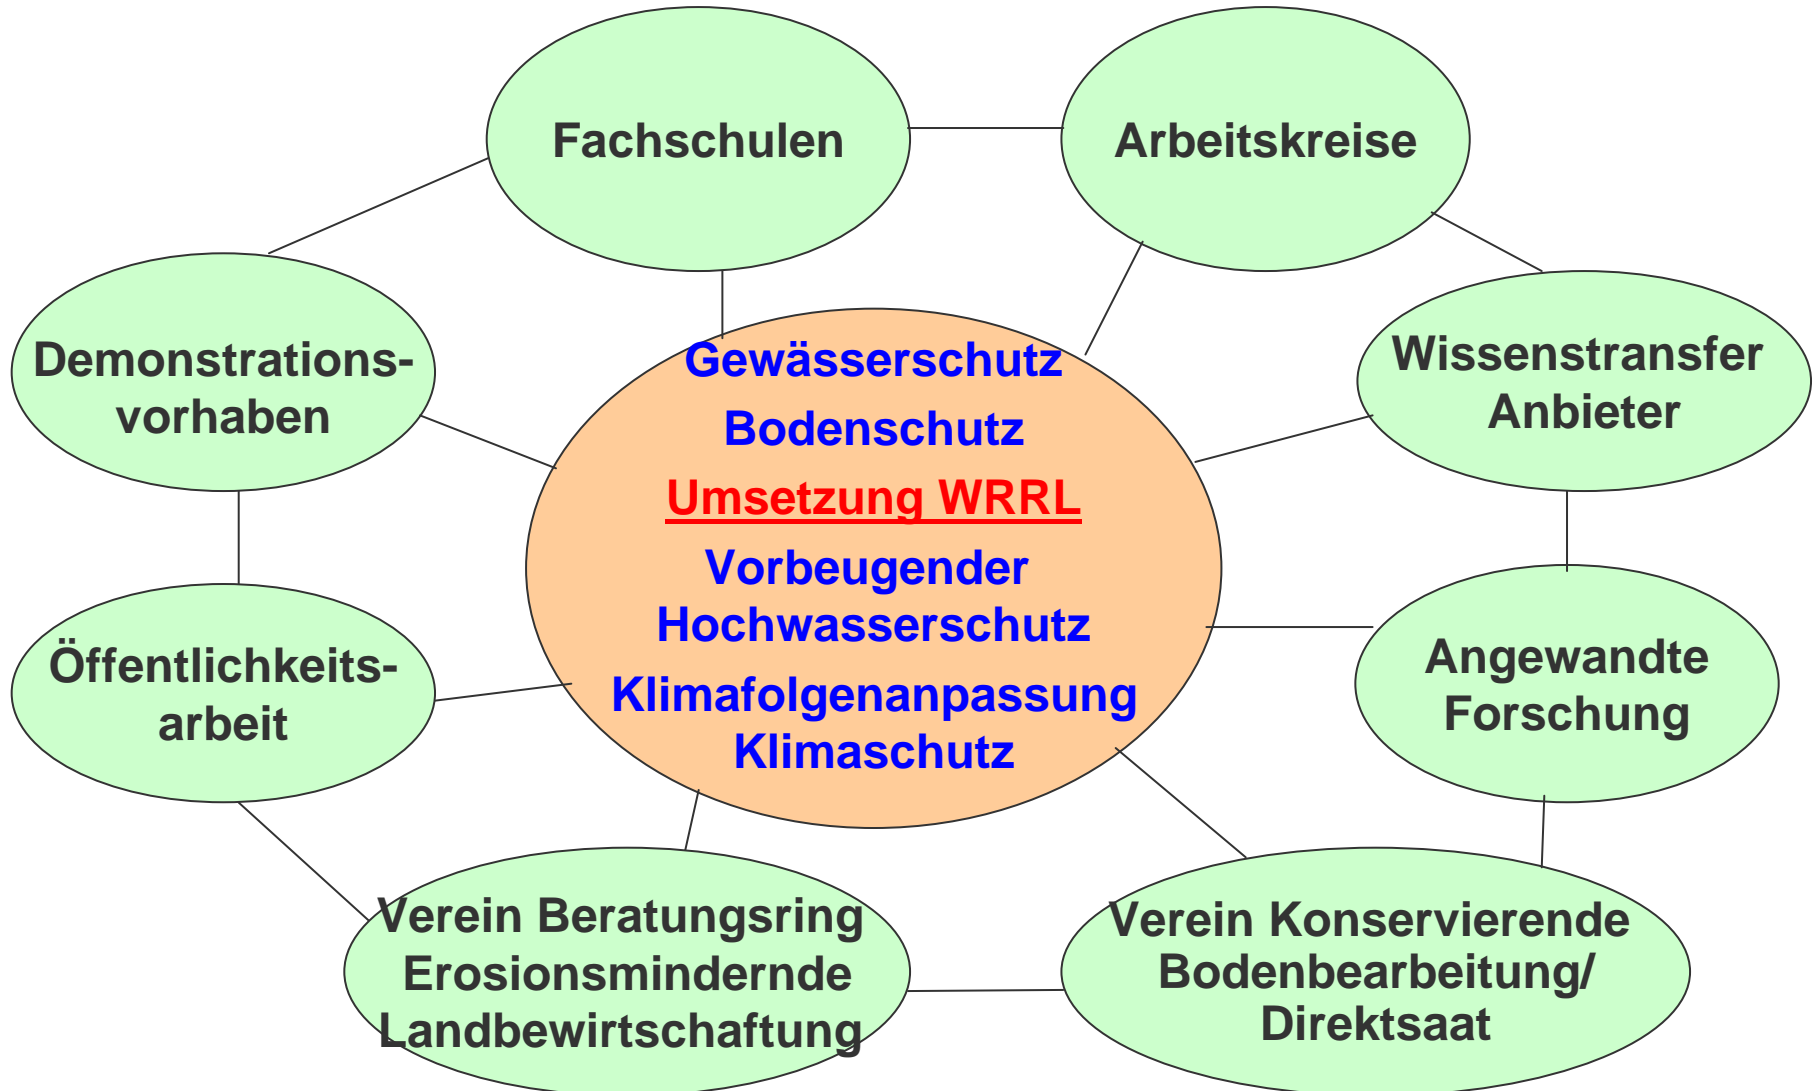 Fachschulen
Arbeitskreise
Demonstrations-
vorhaben
Gewässerschutz
Bodenschutz
Umsetzung WRRL
Vorbeugender
Hochwasserschutz
Klimafolgenanpassung
Klimaschutz
Wissenstransfer
Anbieter
Öffentlichkeits-
arbeit
Angewandte
Forschung
Verein Beratungsring
Erosionsmindernde
Landbewirtschaftung
Verein Konservierende
Bodenbearbeitung/
Direktsaat